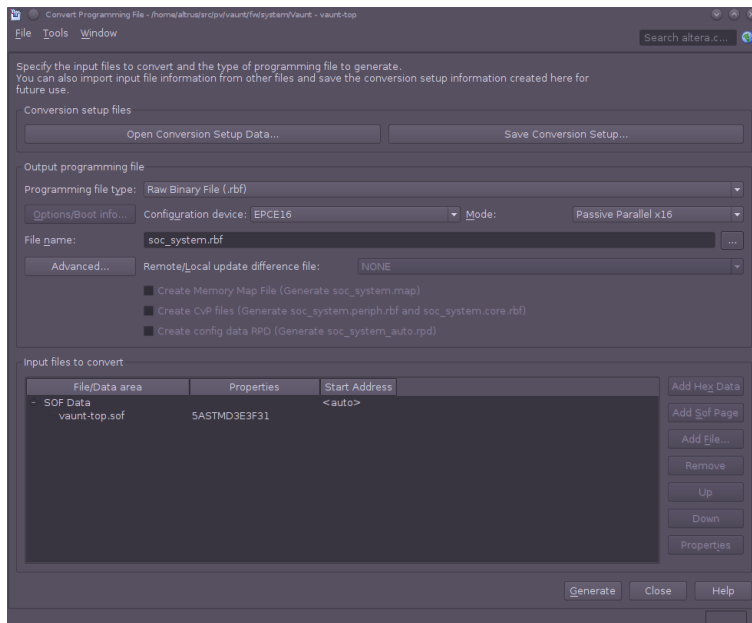 Convert Programming File - /home/altrus/src/pv/vaunt/fw/system/Vaunt - vaunt-top
File Tools Window
Search altera.c...
Specify the input files to convert and the type of programming file to generate.
You can also import input file information from other files and save the conversion setup information created here for
future use.
Conversion setup files
Open Conversion Setup Data... Save Conversion Setup...
Output programming file
Programming file type: Raw Binary File (.rbf)
Options/Boot info... Configuration device: EPCE16 Mode: Passive Parallel x16
File name: soc_system.rbf ...
Advanced... Remote/Local update difference file: NONE
Create Memory Map File (Generate soc_system.map)
Create CvP files (Generate soc_system.periph.rbf and soc_system.core.rbf)
Create config data RPD (Generate soc_system_auto.rpd)
Input files to convert
File/Data area Properties Start Address
SOF Data <auto>
vaunt-top.sof 5ASTMD3E3F31
Add Hex Data
Add Sof Page
Add File...
Remove
Up
Down
Properties
Generate Close Help